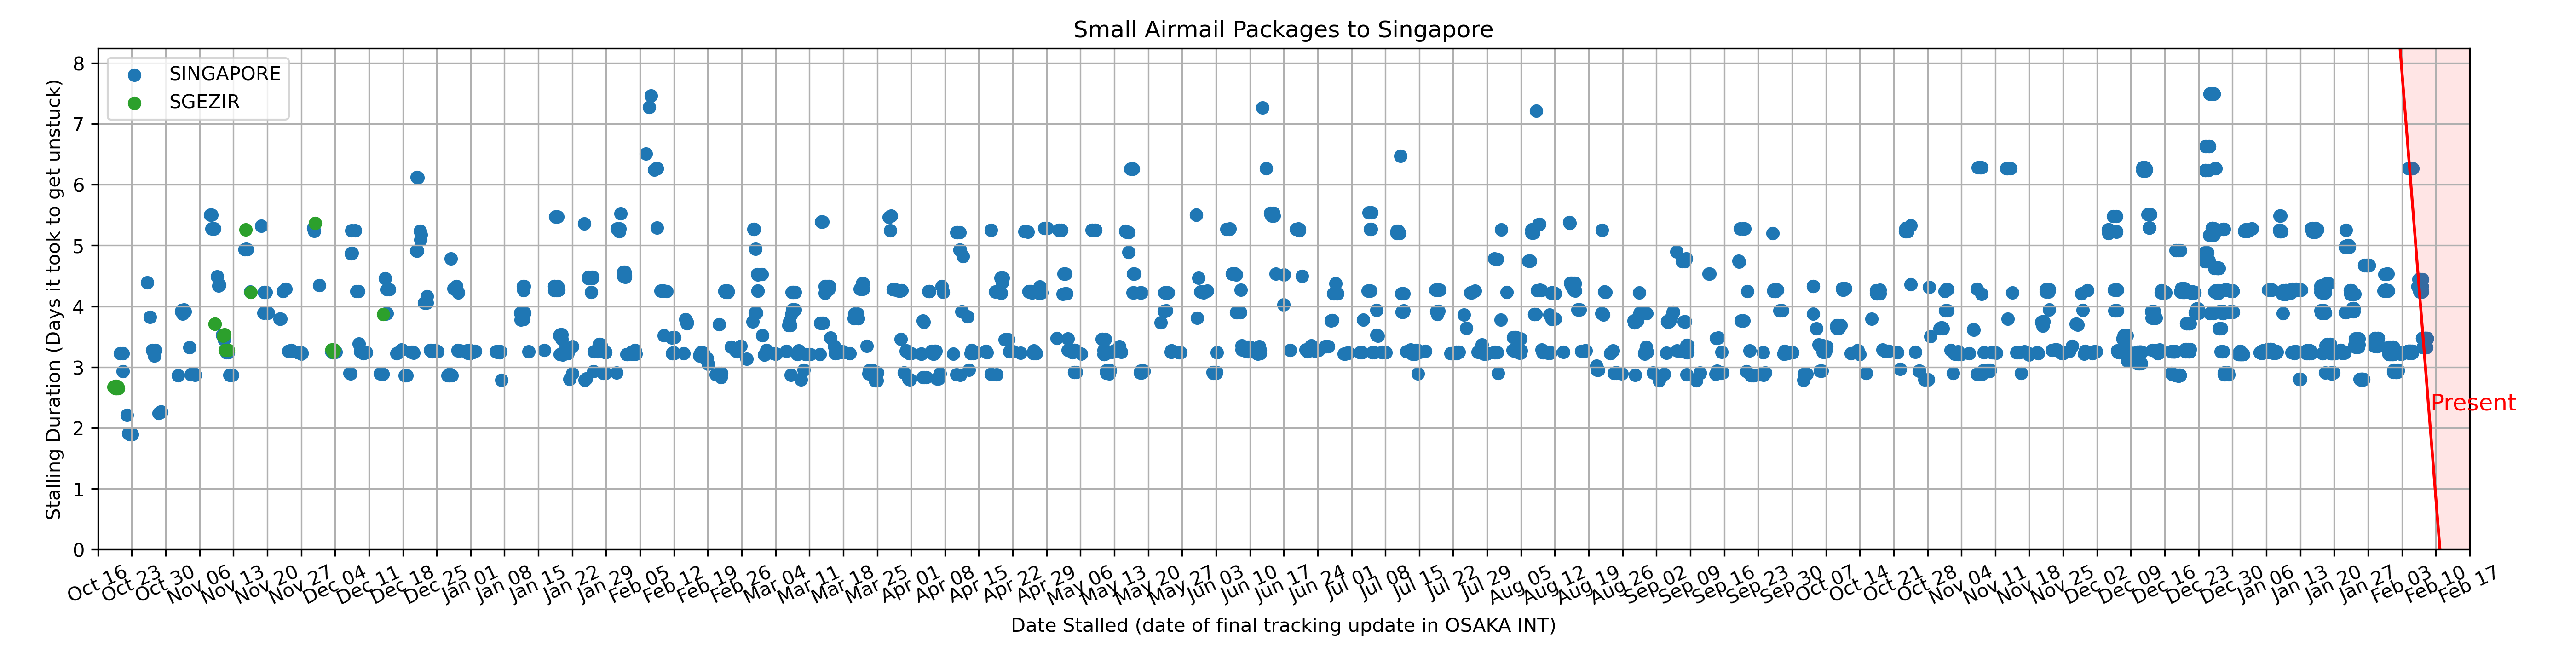 Small Airmail Packages to Singapore
SINGAPORE
SGEZIR
Stalling Duration (Days it took to get unstuck)
8
7
6
5
4
3
2
1
0
Present
Oct 16
Oct 23
Oct 30
Nov 06
Nov 13
Nov 20
Nov 27
Dec 04
Dec 11
Dec 18
Dec 25
Jan 01
Jan 08
Jan 15
Jan 22
Jan 29
Feb 05
Feb 12
Feb 19
Feb 26
Mar 04
Mar 11
Mar 18
Mar 25
Apr 01
Apr 08
Apr 15
Apr 22
Apr 29
May 06
May 13
May 20
May 27
Jun 03
Jun 10
Jun 17
Jun 24
Jul 01
Jul 08
Jul 15
Jul 22
Jul 29
Aug 05
Aug 12
Aug 19
Aug 26
Sep 02
Sep 09
Sep 16
Sep 23
Sep 30
Oct 07
Oct 14
Oct 21
Oct 28
Nov 04
Nov 11
Nov 18
Nov 25
Dec 02
Dec 09
Dec 16
Dec 23
Dec 30
Jan 06
Jan 13
Jan 20
Jan 27
Feb 03
Feb 10
Feb 17
Date Stalled (date of final tracking update in OSAKA INT)